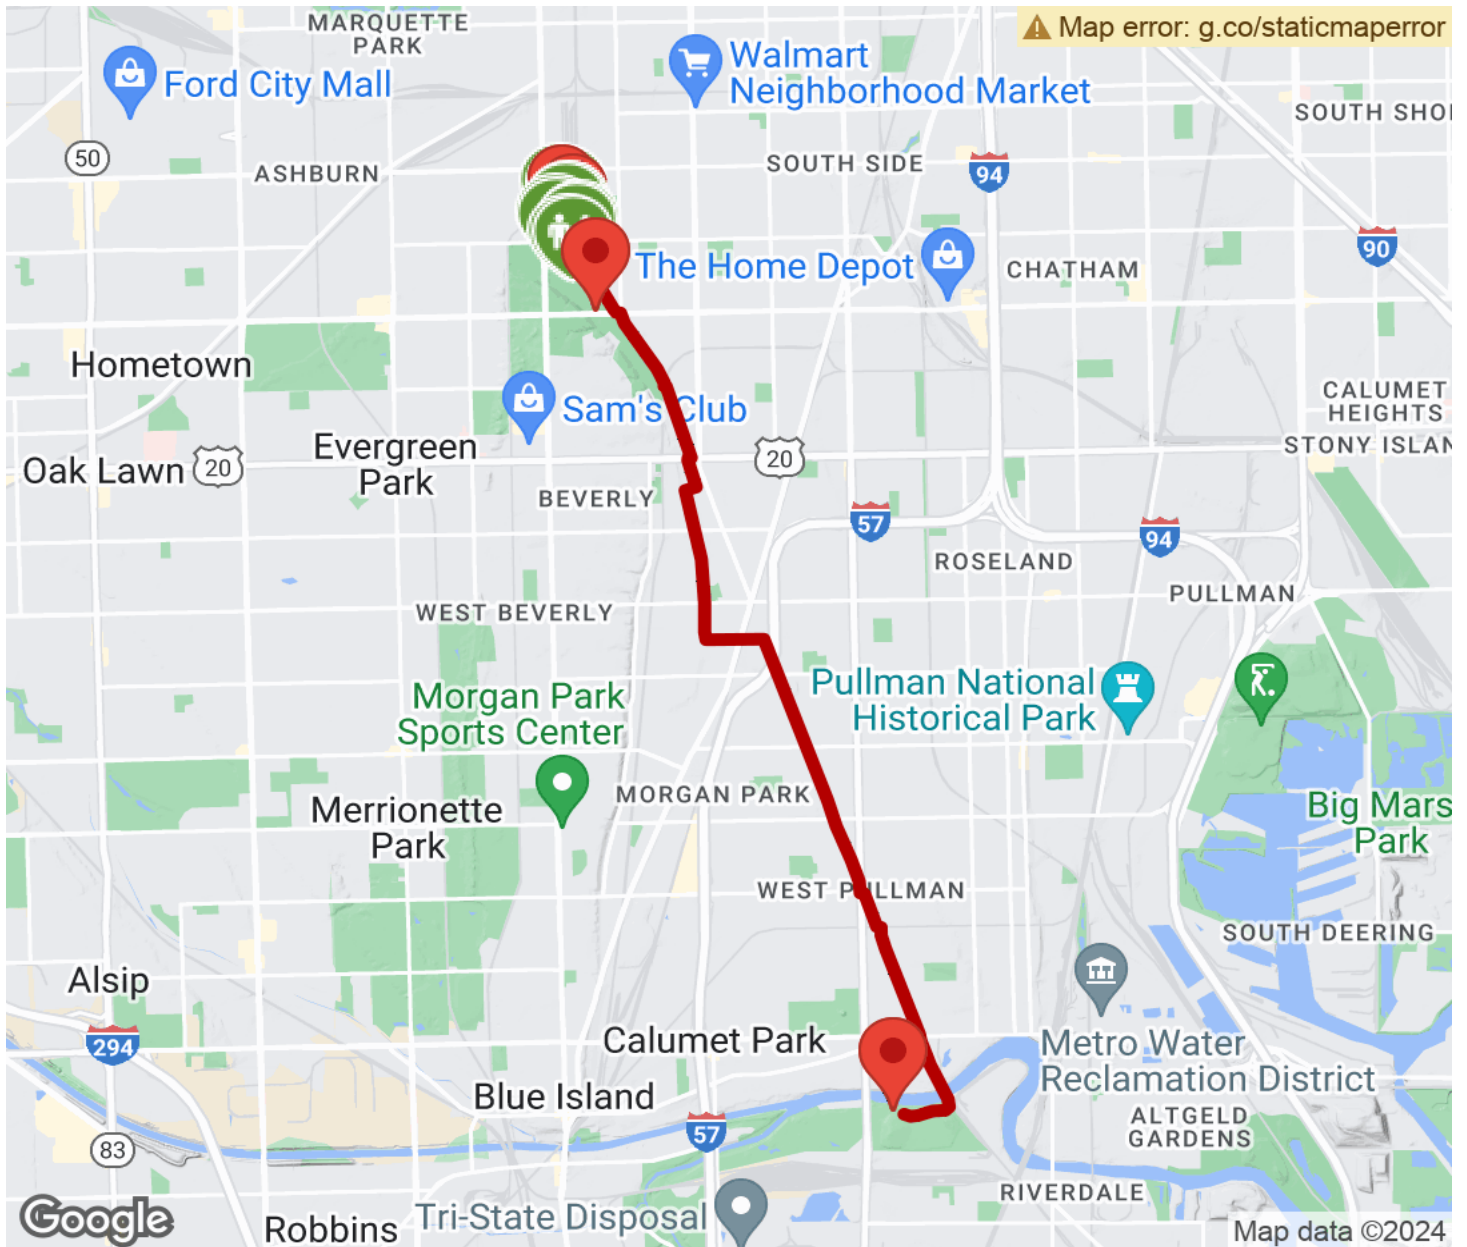 MARQUETTE
PARK
Map error: g.co/staticmaperror
Walmart
Neighborhood Market
Ford City Mall
SOUTH SHO
50
ASHBURN
SOUTH SIDE
94
90
The Home Depot
CHATHAM
Hometown
CALUMET
HEIGHTS
Sam's Club
STONY ISLAN
Evergreen
Park
Oak Lawn
20
20
BEVERLY
57
94
ROSELAND
PULLMAN
WEST BEVERLY
Pullman National
Historical Park
Morgan Park
Sports Center
MORGAN PARK
Merrionette
Park
Big Mars
Park
WEST PULLMAN
SOUTH DEERING
Alsip
294
Calumet Park
Metro Water
Reclamation District
Blue Island
57
ALTGELD
GARDENS
83
RIVERDALE
Google
Robbins
Tri-State Disposal
Map data ©2024